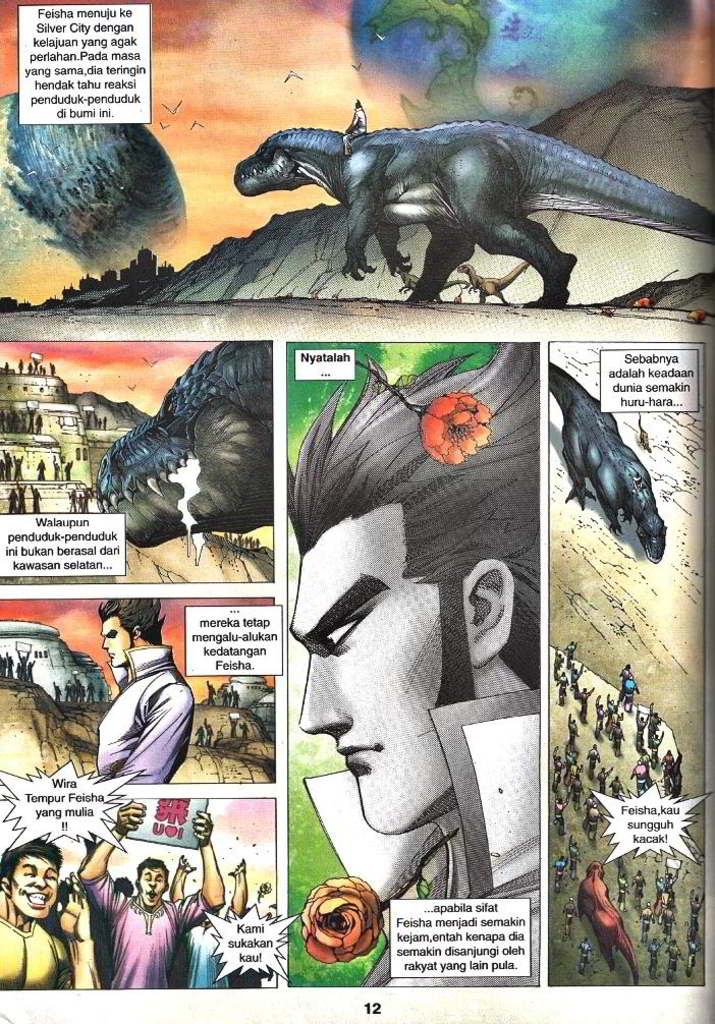 Feisha menuju ke
Silver City dengan
kelajuan yang agak
perlahan.Pada masa
yang sama,dia teringin
hendak tahu reaksi
penduduk-penduduk
di bumi ini.
Walaupun
penduduk-penduduk
ini bukan berasal dari
kawasan selatan...
...
mereka tetap
mengalu-alukan
kedatangan
Feisha.
Wira
Tempur Feisha
yang mulia
!!
Kami
sukakan
kau!
Nyatalah
...
...apabila sifat
Feisha menjadi semakin
kejam,entah kenapa dia
semakin disanjungi oleh
rakyat yang lain pula.
Sebabnya
adalah keadaan
dunia semakin
huru-hara...
Feisha,kau
sungguh
kacak!
12